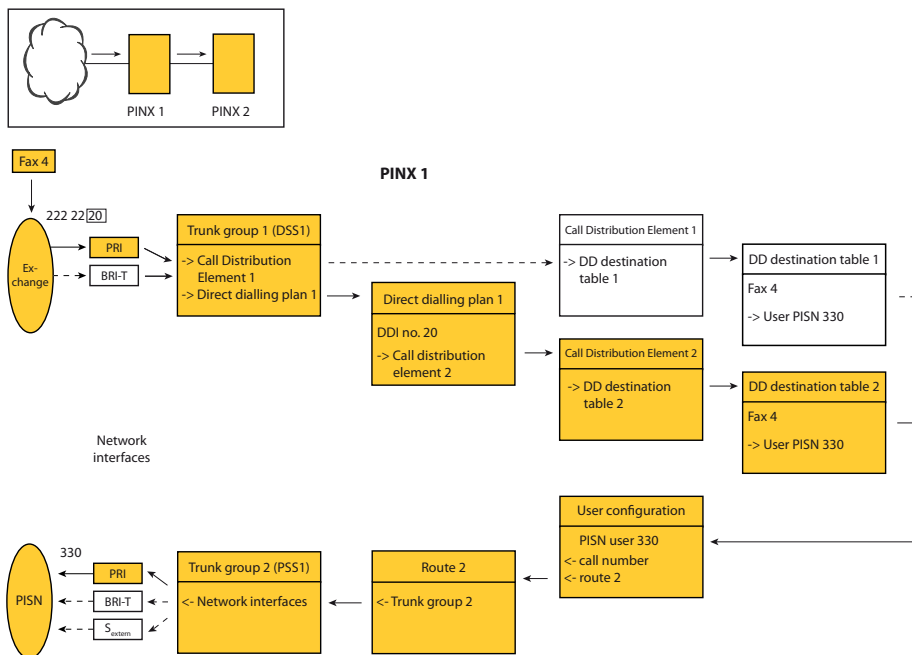 PINX 1
PINX 2
Fax 4
PINX 1
222 22 20
Ex-
change
PRI
BRI-T
Trunk group 1 (DSS1)
-> Call Distribution
Element 1
-> Direct dialling plan 1
Call Distribution Element 1
-> DD destination
table 1
DD destination table 1
Fax 4
-> User PISN 330
Direct dialling plan 1
DDI no. 20
-> Call distribution
element 2
Call Distribution Element 2
-> DD destination
table 2
DD destination table 2
Fax 4
-> User PISN 330
Network
interfaces
User configuration
PISN user 330
<- call number
<- route 2
Route 2
<- Trunk group 2
Trunk group 2 (PSS1)
<- Network interfaces
330
PRI
BRI-T
Sextern
PISN